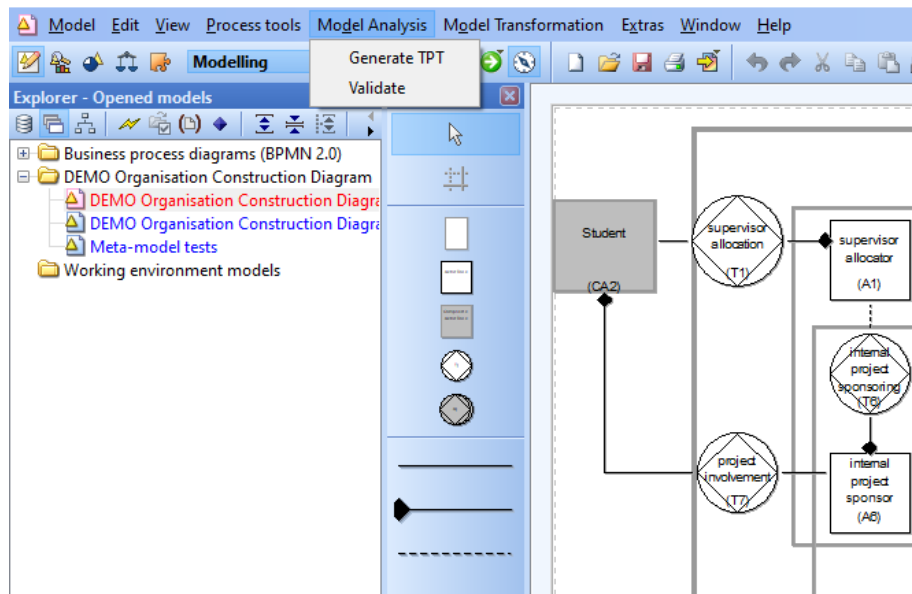 Model Edit View Process tools Model Analysis Model Transformation Extras Window Help
Modelling
Generate TPT
Validate
Explorer - Opened models
Business process diagrams (BPMN 2.0)
DEMO Organisation Construction Diagram
DEMO Organisation Construction Diagra
DEMO Organisation Construction Diagra
Meta-model tests
Working environment models
Student
(CA2)
supervisor
allocation
(T1)
supervisor
allocator
(A1)
internal
project
sponsoring
(T6)
project
involvement
(T7)
internal
project
sponsor
(A6)